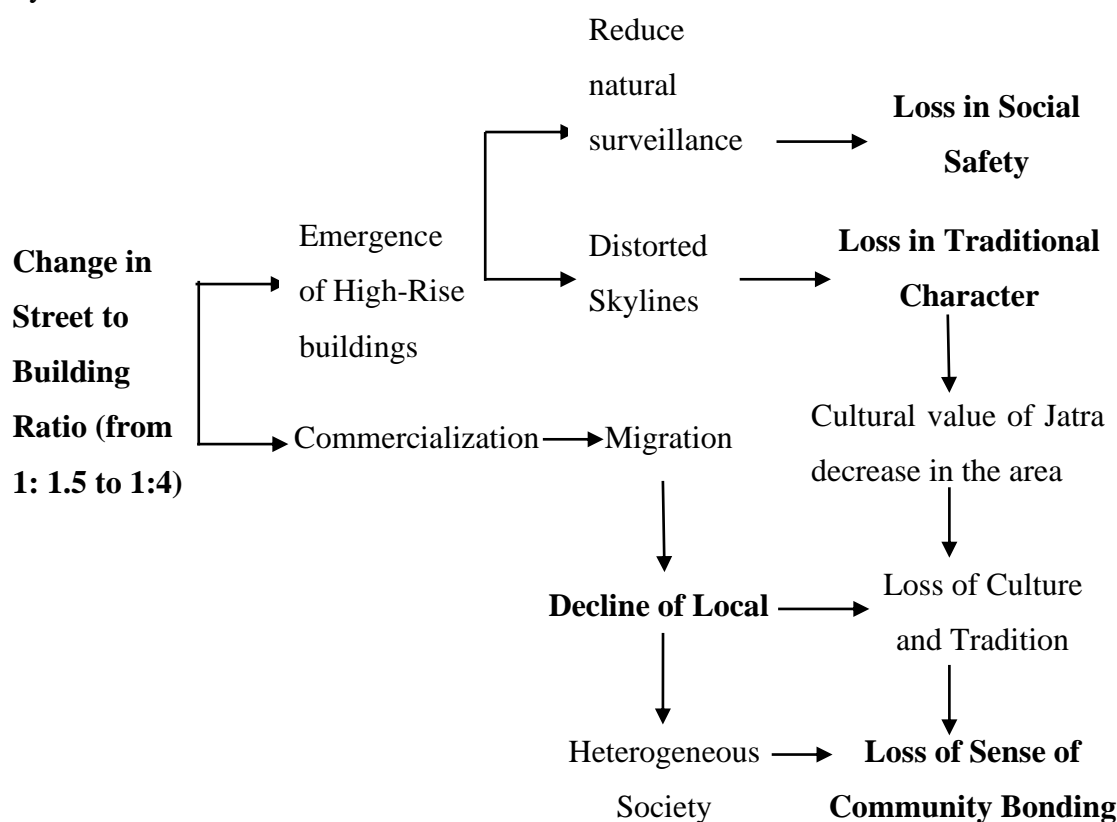 Reduce
natural
surveillance
Loss in Social
Safety
Change in
Street to
Building
Ratio (from
1: 1.5 to 1:4)
Emergence
of High-Rise
buildings
Distorted
Skylines
Loss in Traditional
Character
Commercialization
Migration
Cultural value of Jatra
decrease in the area
Decline of Local
Loss of Culture
and Tradition
Heterogeneous
Society
Loss of Sense of
Community Bonding